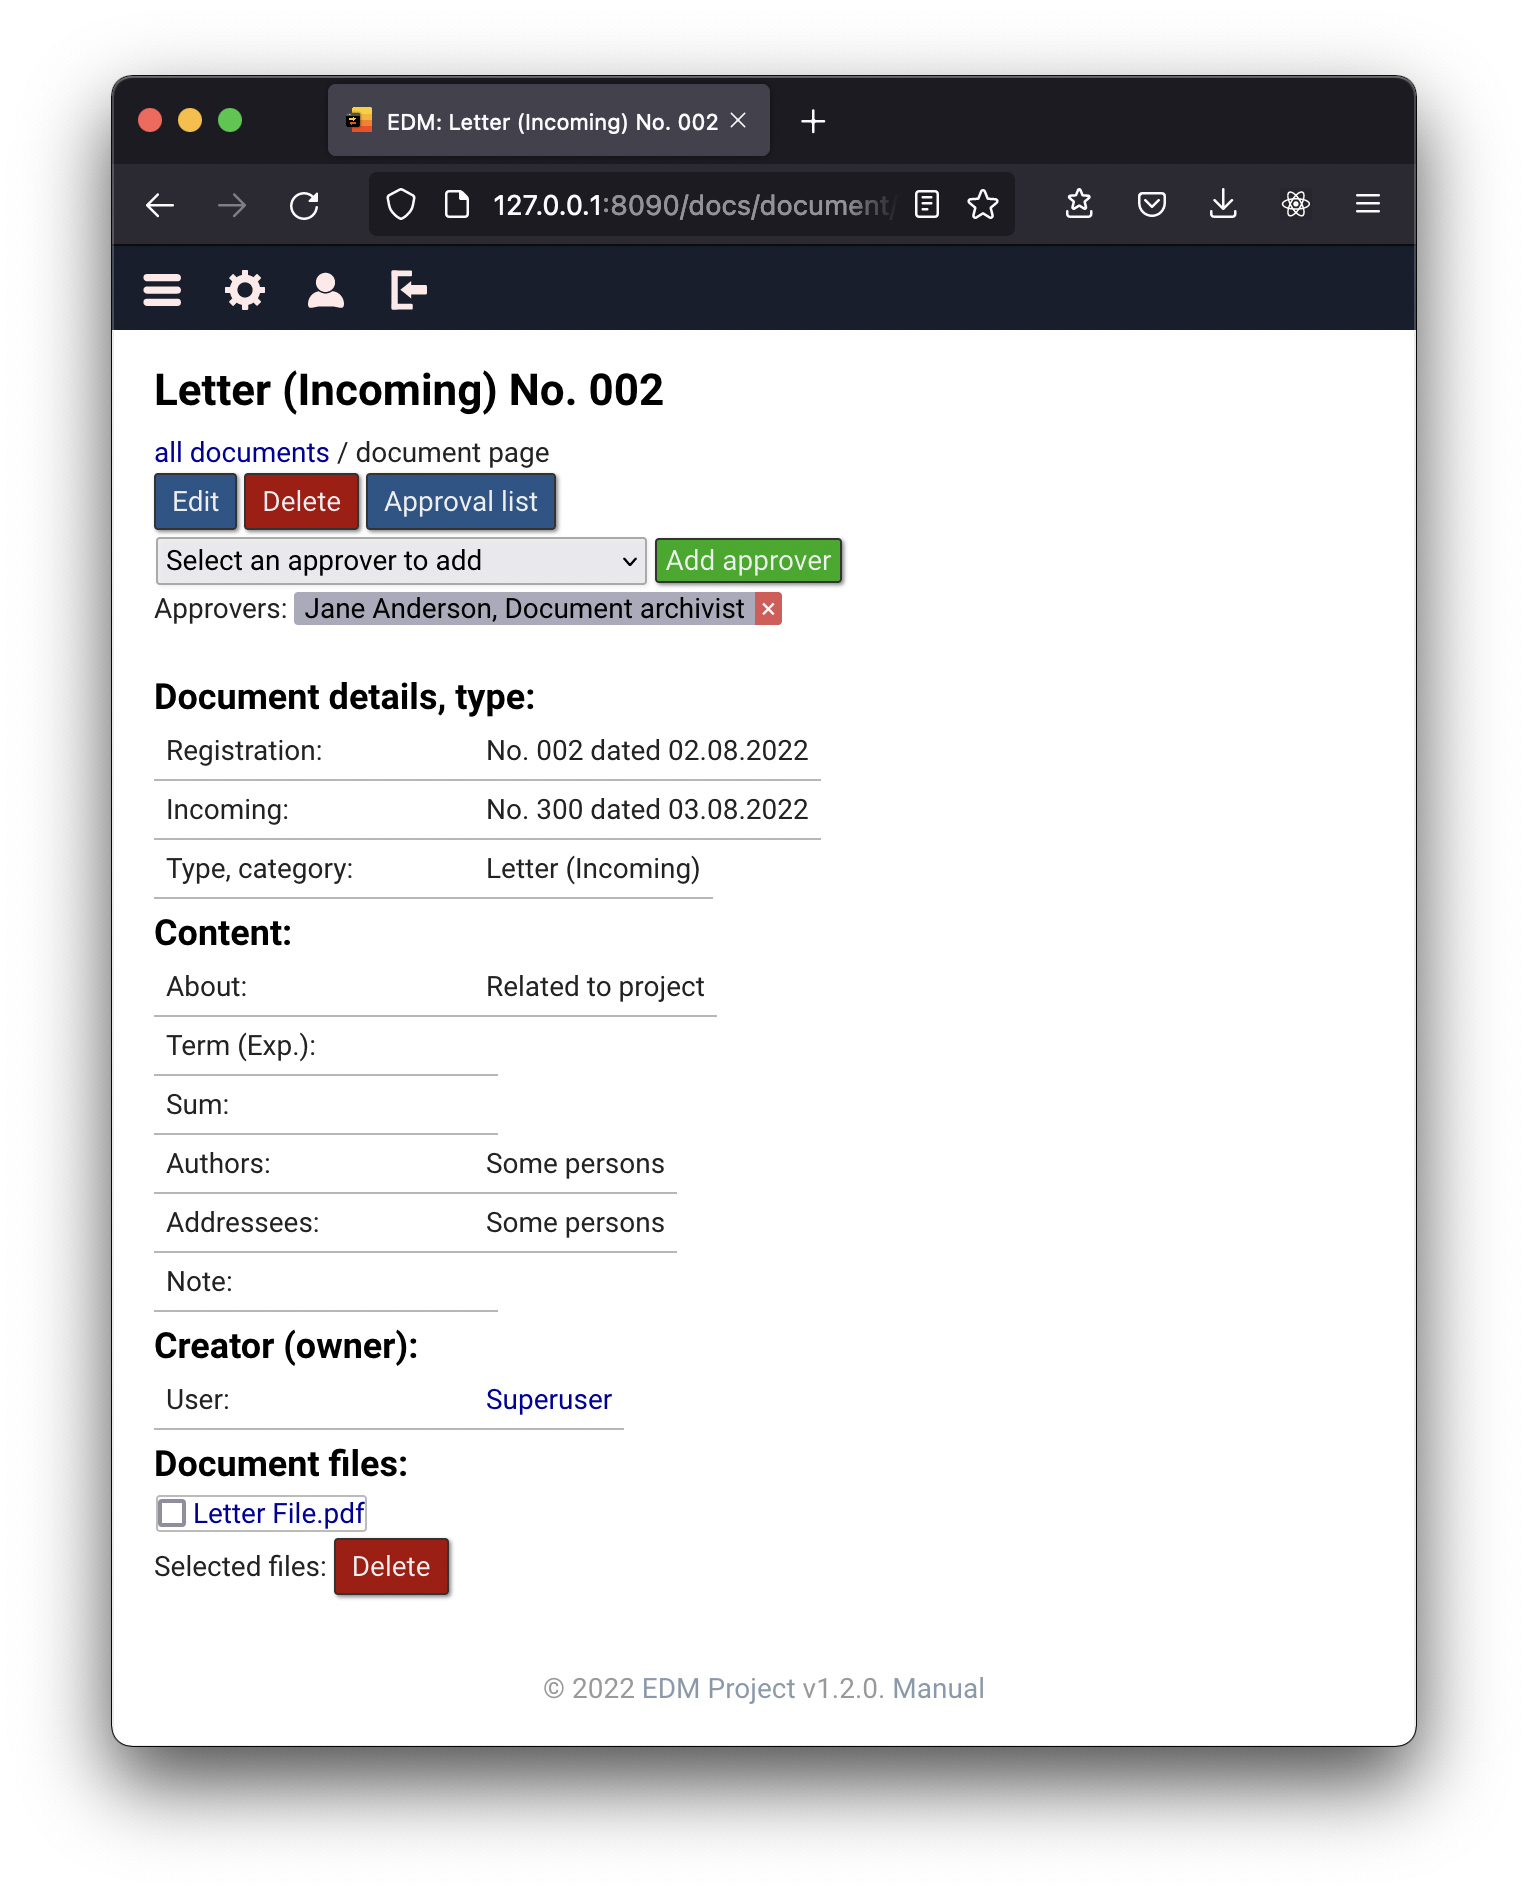 EDM: Letter (Incoming) No. 002
127.0.0.1:8090/docs/document/
Letter (Incoming) No. 002
all documents / document page
Edit Delete Approval list
Select an approver to add Add approver
Approvers: Jane Anderson, Document archivist ×
Document details, type:
Registration: No. 002 dated 02.08.2022
Incoming: No. 300 dated 03.08.2022
Type, category: Letter (Incoming)
Content:
About: Related to project
Term (Exp.):
Sum:
Authors: Some persons
Addressees: Some persons
Note:
Creator (owner):
User: Superuser
Document files:
Letter File.pdf
Selected files: Delete
© 2022 EDM Project v1.2.0. Manual